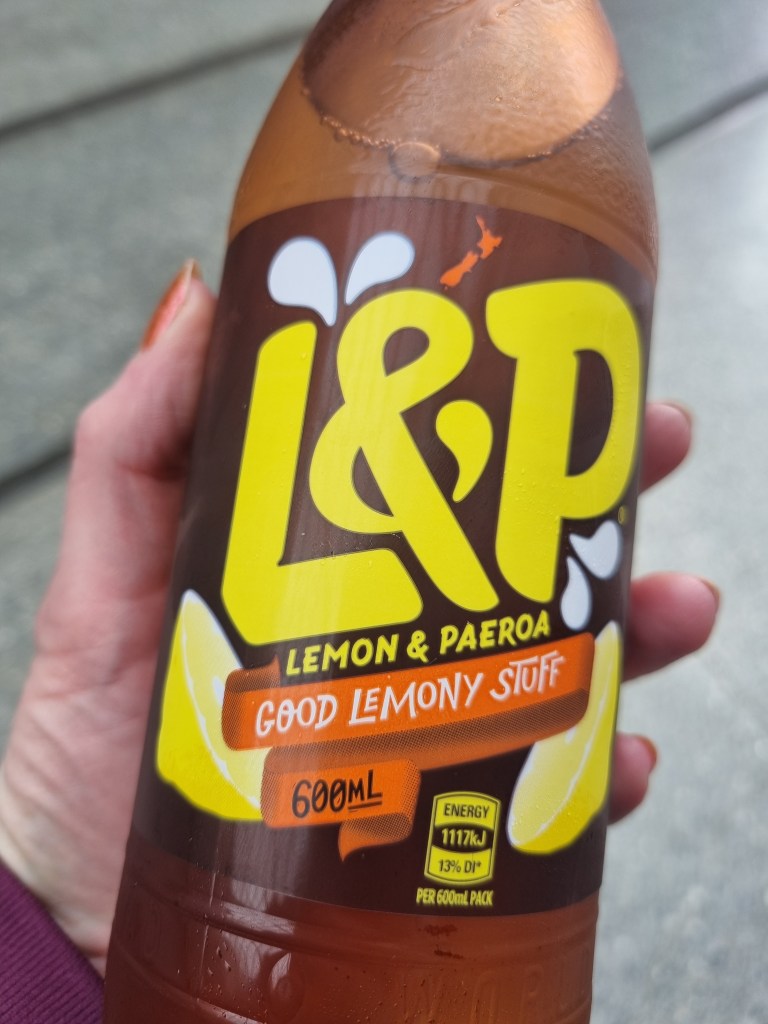 L&P
LEMON & PAEROA
GOOD LEMONY STUFF
600ML
ENERGY
1117kJ
13% DI*
PER 600mL PACK